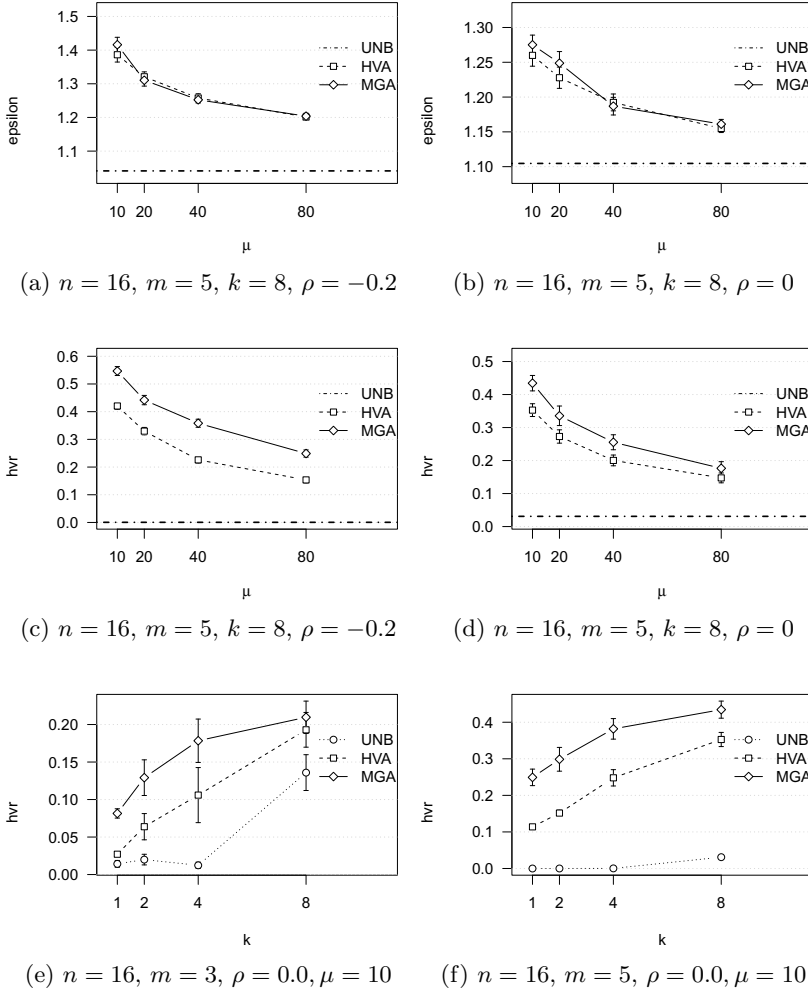 1.5
1.4
1.3
1.2
1.1
epsilon
UNB
HVA
MGA
10 20 40 80
μ
(a) n = 16, m = 5, k = 8, ρ = −0.2
1.30
1.25
1.20
1.15
1.10
epsilon
UNB
HVA
MGA
10 20 40 80
μ
(b) n = 16, m = 5, k = 8, ρ = 0
0.6
0.5
0.4
0.3
0.2
0.1
0.0
hvr
UNB
HVA
MGA
10 20 40 80
μ
(c) n = 16, m = 5, k = 8, ρ = −0.2
0.5
0.4
0.3
0.2
0.1
0.0
hvr
UNB
HVA
MGA
10 20 40 80
μ
(d) n = 16, m = 5, k = 8, ρ = 0
0.20
0.15
0.10
0.05
0.00
hvr
UNB
HVA
MGA
1 2 4 8
k
(e) n = 16, m = 3, ρ = 0.0, μ = 10
0.4
0.3
0.2
0.1
0.0
hvr
UNB
HVA
MGA
1 2 4 8
k
(f) n = 16, m = 5, ρ = 0.0, μ = 10